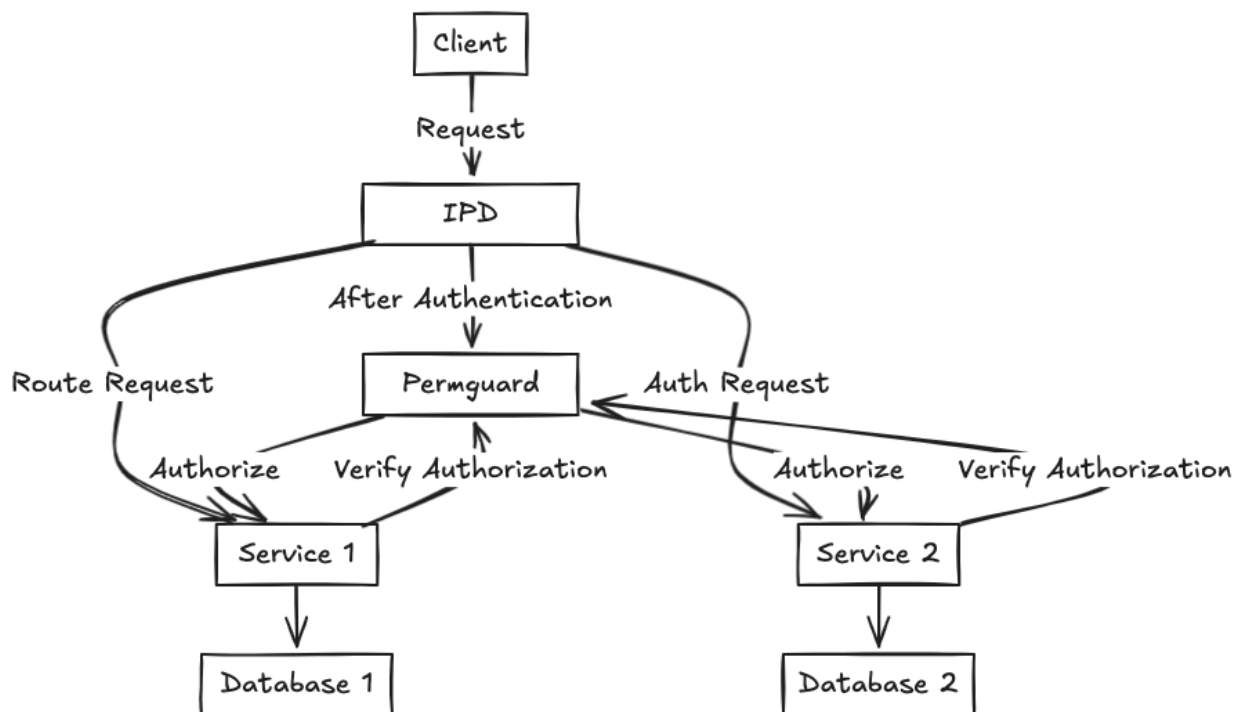 Client
Request
IPD
After Authentication
Route Request
Permguard
Auth Request
Authorize
Verify Authorization
Authorize
Verify Authorization
Service 1
Service 2
Database 1
Database 2